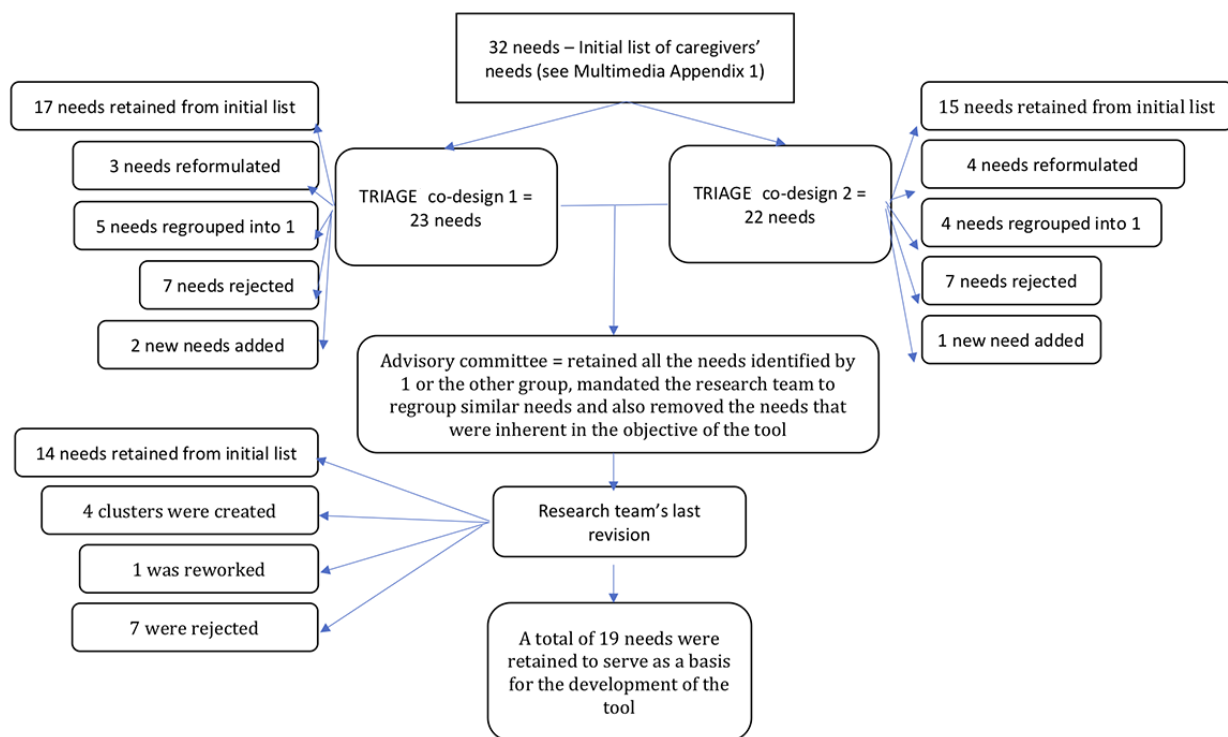 32 needs – Initial list of caregivers'
needs (see Multimedia Appendix 1)
17 needs retained from initial list
3 needs reformulated
5 needs regrouped into 1
7 needs rejected
2 new needs added
TRIAGE co-design 1 =
23 needs
TRIAGE co-design 2 =
22 needs
15 needs retained from initial list
4 needs reformulated
4 needs regrouped into 1
7 needs rejected
1 new need added
Advisory committee = retained all the needs identified by
1 or the other group, mandated the research team to
regroup similar needs and also removed the needs that
were inherent in the objective of the tool
14 needs retained from initial list
4 clusters were created
1 was reworked
7 were rejected
Research team's last
revision
A total of 19 needs were
retained to serve as a basis
for the development of the
tool